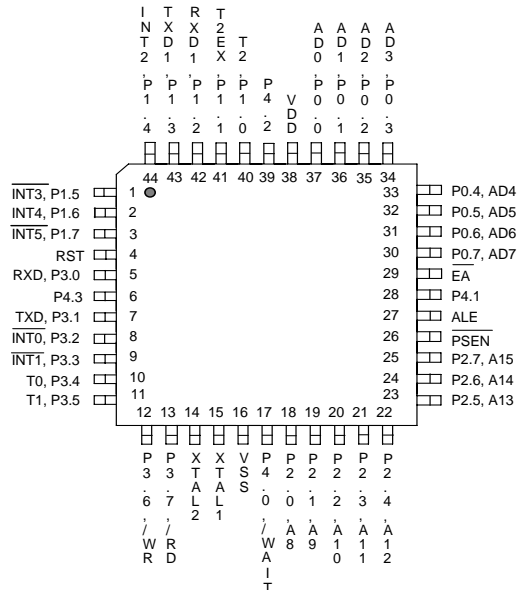 INT2, P1.4
TXD1, P1.3
RXD1, P1.2
T2EX, P1.1
T2, P1.0
P4.2
VDD
AD0, P0.0
AD1, P0.1
AD2, P0.2
AD3, P0.3
44 43 42 41 40 39 38 37 36 35 34
INT3, P1.5 1
INT4, P1.6 2
INT5, P1.7 3
RST 4
RXD, P3.0 5
P4.3 6
TXD, P3.1 7
INT0, P3.2 8
INT1, P3.3 9
T0, P3.4 10
T1, P3.5 11
33 P0.4, AD4
32 P0.5, AD5
31 P0.6, AD6
30 P0.7, AD7
29 EA
28 P4.1
27 ALE
26 PSEN
25 P2.7, A15
24 P2.6, A14
23 P2.5, A13
12 13 14 15 16 17 18 19 20 21 22
P3.6, /WR
P3.7, /RD
XTAL2
XTAL1
VSS
P4.0, /WAIT
P2.0, A8
P2.1, A9
P2.2, A10
P2.3, A11
P2.4, A12